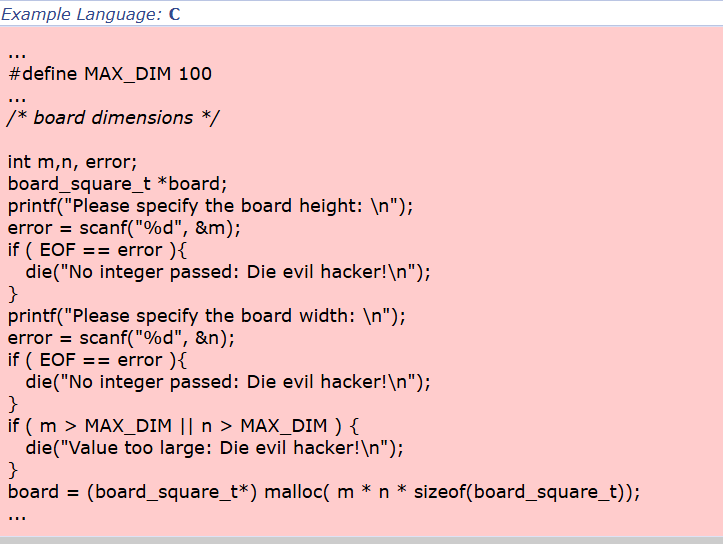 Example Language: C
...
#define MAX_DIM 100
...
/* board dimensions */
int m,n, error;
board_square_t *board;
printf("Please specify the board height: \n");
error = scanf("%d", &m);
if ( EOF == error ){
die("No integer passed: Die evil hacker!\n");
}
printf("Please specify the board width: \n");
error = scanf("%d", &n);
if ( EOF == error ){
die("No integer passed: Die evil hacker!\n");
}
if ( m > MAX_DIM || n > MAX_DIM ) {
die("Value too large: Die evil hacker!\n");
}
board = (board_square_t*) malloc( m * n * sizeof(board_square_t));
...